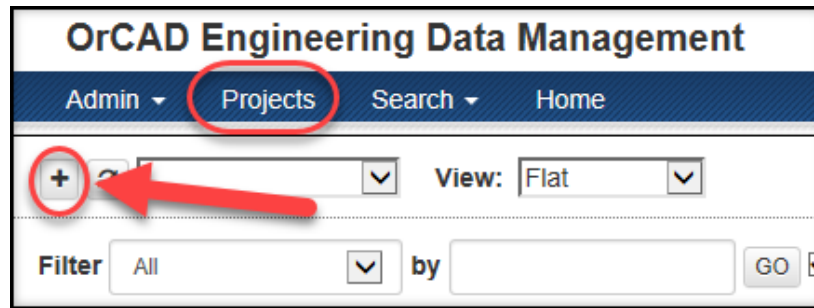 OrCAD Engineering Data Management
Admin Projects Search Home
+ View: Flat
Filter All by GO